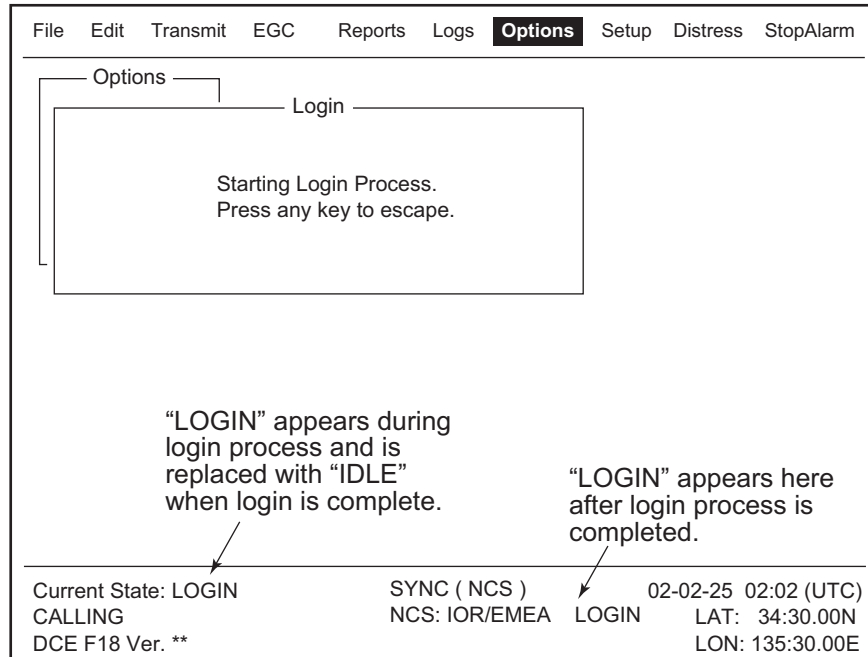 File Edit Transmit EGC Reports Logs Options Setup Distress StopAlarm
Options
Login
Starting Login Process.
Press any key to escape.
“LOGIN” appears during
login process and is
replaced with “IDLE”
when login is complete.
“LOGIN” appears here
after login process is
completed.
Current State: LOGIN SYNC ( NCS ) 02-02-25 02:02 (UTC)
CALLING NCS: IOR/EMEA LOGIN LAT: 34:30.00N
DCE F18 Ver. ** LON: 135:30.00E